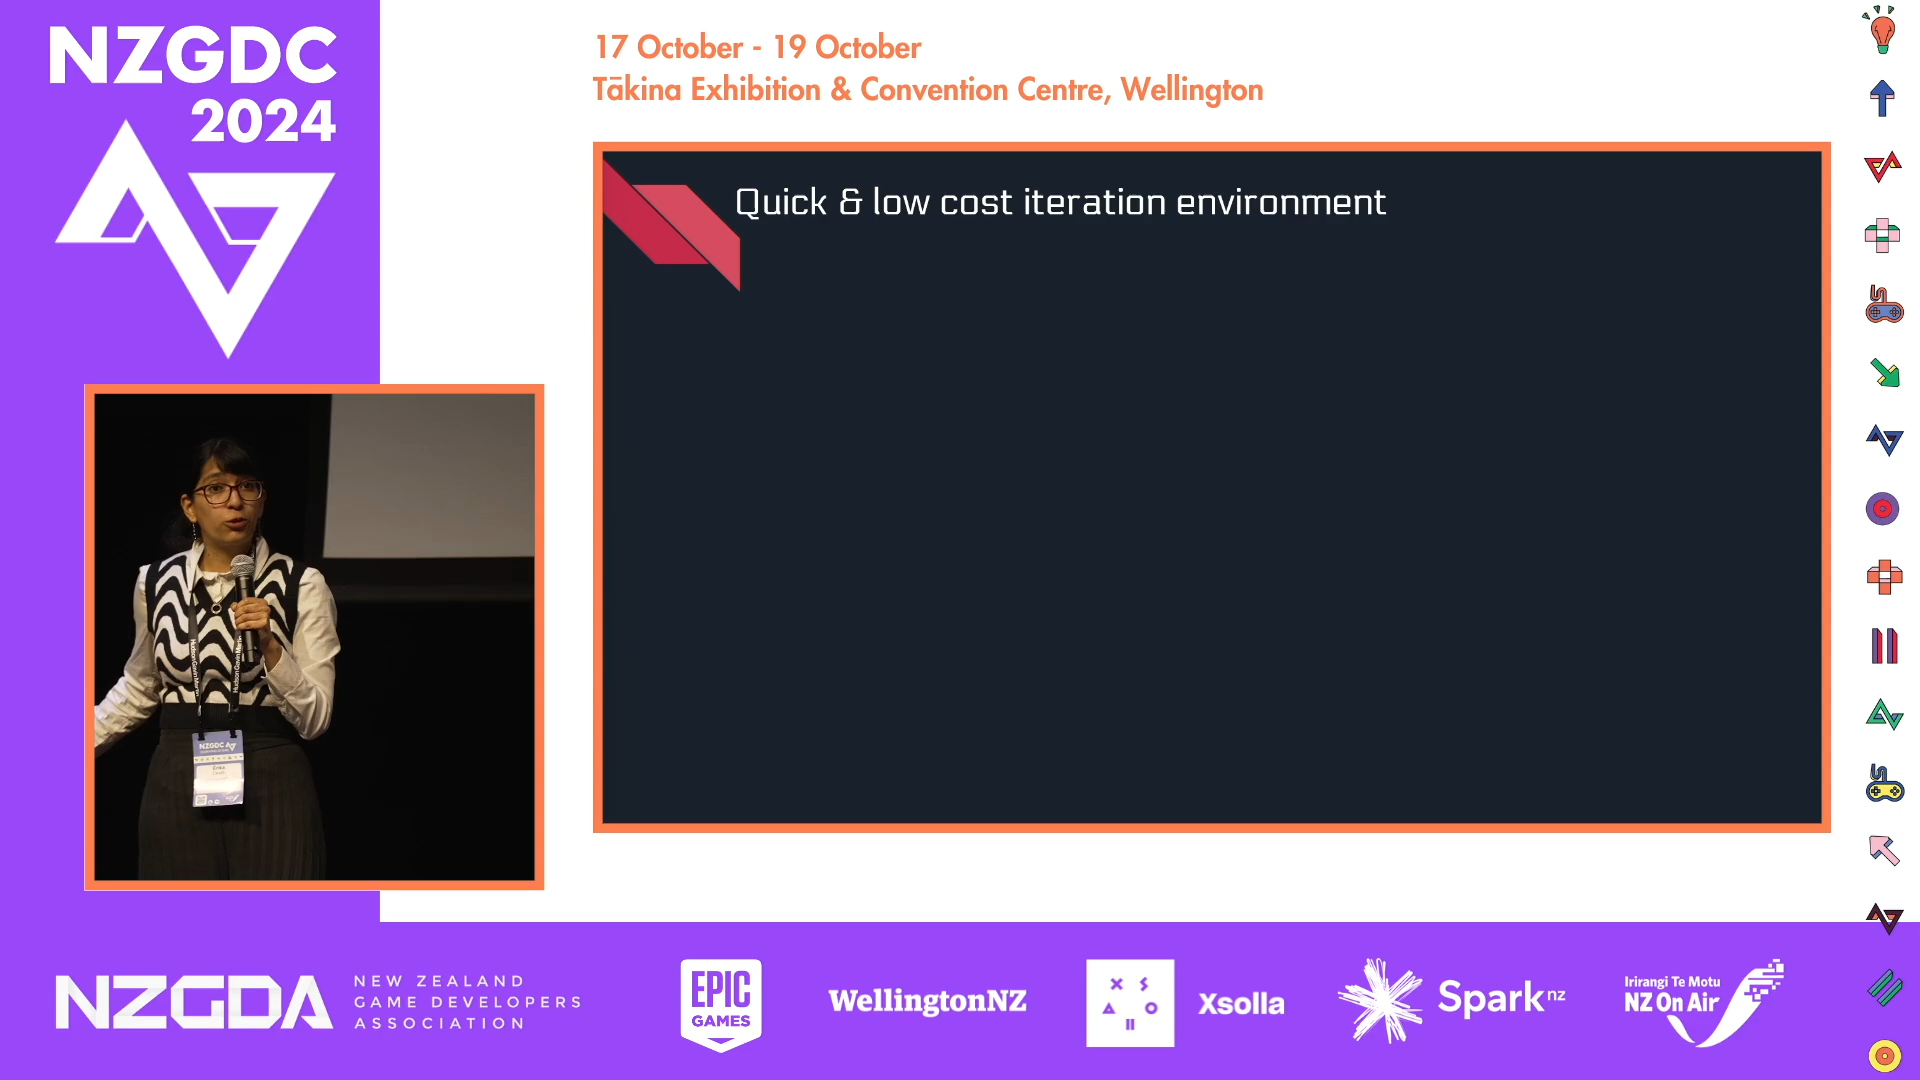 NZGDC
2024
17 October - 19 October
Tākina Exhibition & Convention Centre, Wellington
Quick & low cost iteration environment
NZGDC
NZGDA
NEW ZEALAND
GAME DEVELOPERS
ASSOCIATION
EPIC
GAMES
WellingtonNZ
Xsolla
Spark nz
Irirangi Te Motu
NZ On Air